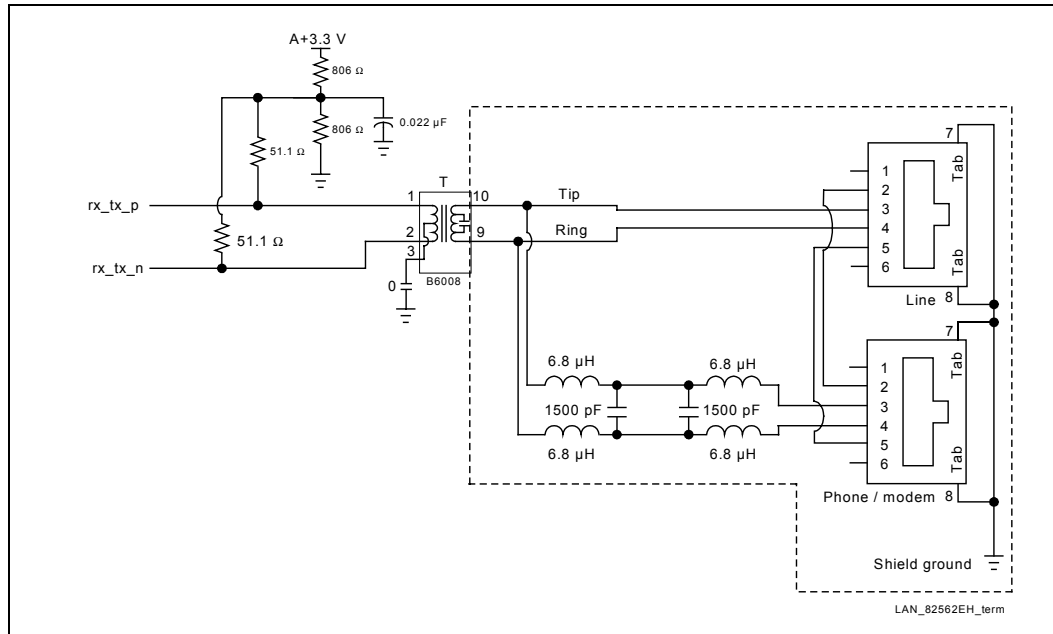 A+3.3 V
806 Ω
806 Ω
0.022 µF
51.1 Ω
51.1 Ω
rx_tx_p
rx_tx_n
T
1
2
3
10
9
B6008
0
Tip
Ring
7
Tab
1
2
3
4
5
6
Tab
Line 8
7
Tab
1
2
3
4
5
6
Tab
Phone / modem 8
6.8 µH
6.8 µH
1500 pF
1500 pF
6.8 µH
6.8 µH
Shield ground
LAN_82562EH_term